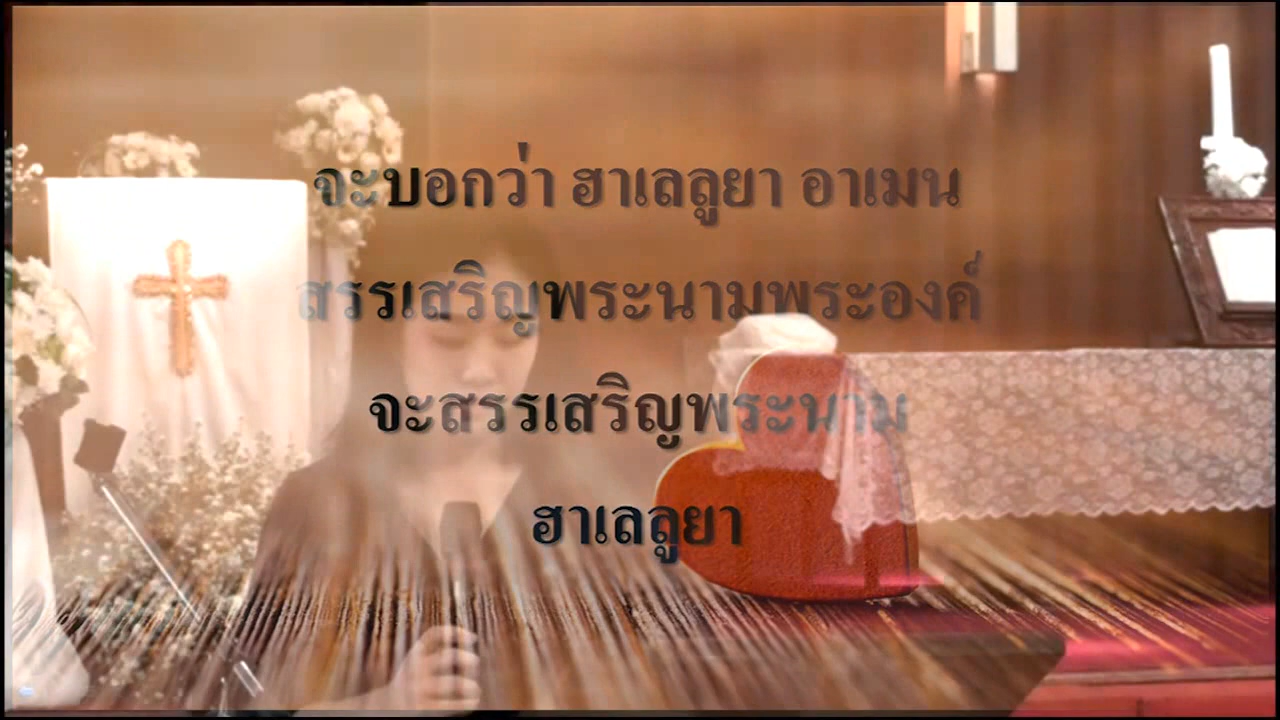 จะบอกว่า ฮาเลลูยา อาเมน
สรรเสริญพระนามพระองค์
จะสรรเสริญพระนาม
ฮาเลลูยา